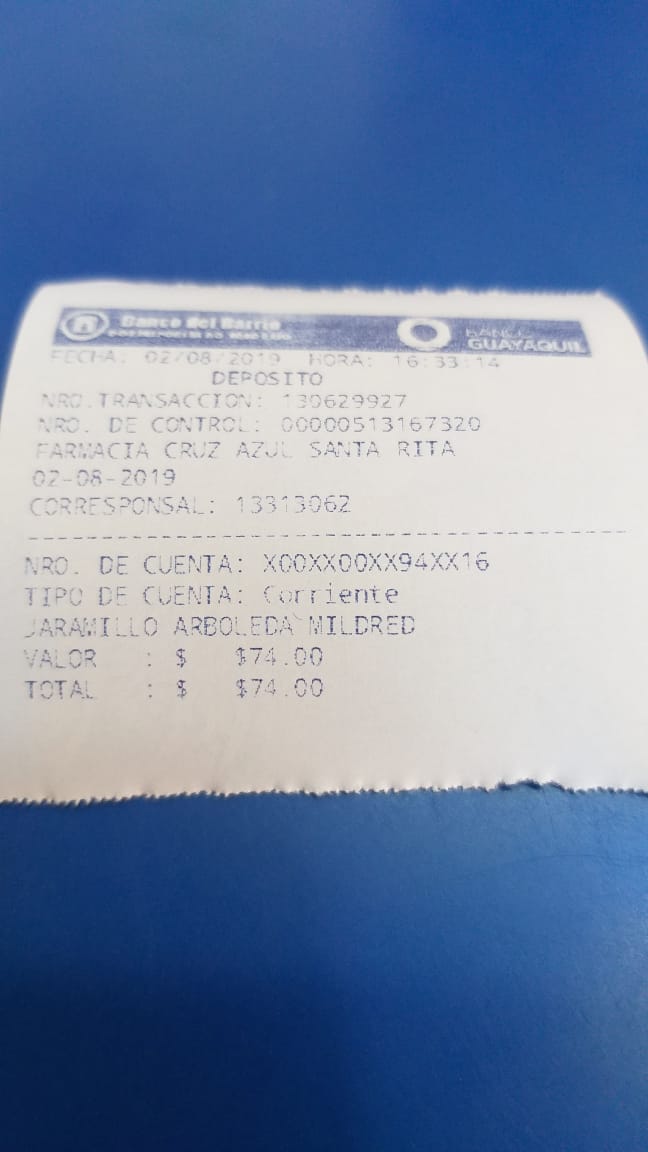 Banco del Barrio
BANCO
GUAYAQUIL
FECHA: 02/08/2019 HORA: 16:33:14
DEPOSITO
NRO.TRANSACCION: 130629927
NRO. DE CONTROL: 00000513167320
FARMACIA CRUZ AZUL SANTA RITA
02-08-2019
CORRESPONSAL: 13313062
NRO. DE CUENTA: X00XX00XX94XX16
TIPO DE CUENTA: Corriente
JARAMILLO ARBOLEDA MILDRED
VALOR : $ $74.00
TOTAL : $ $74.00